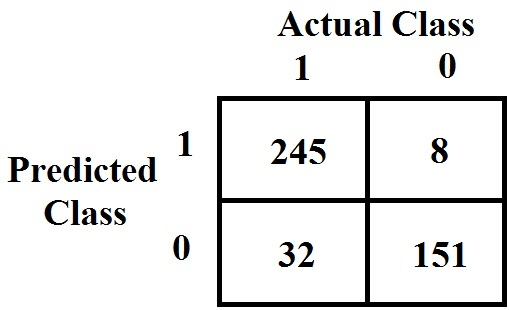 Actual Class
1 0
Predicted Class
1 245 8
0 32 151